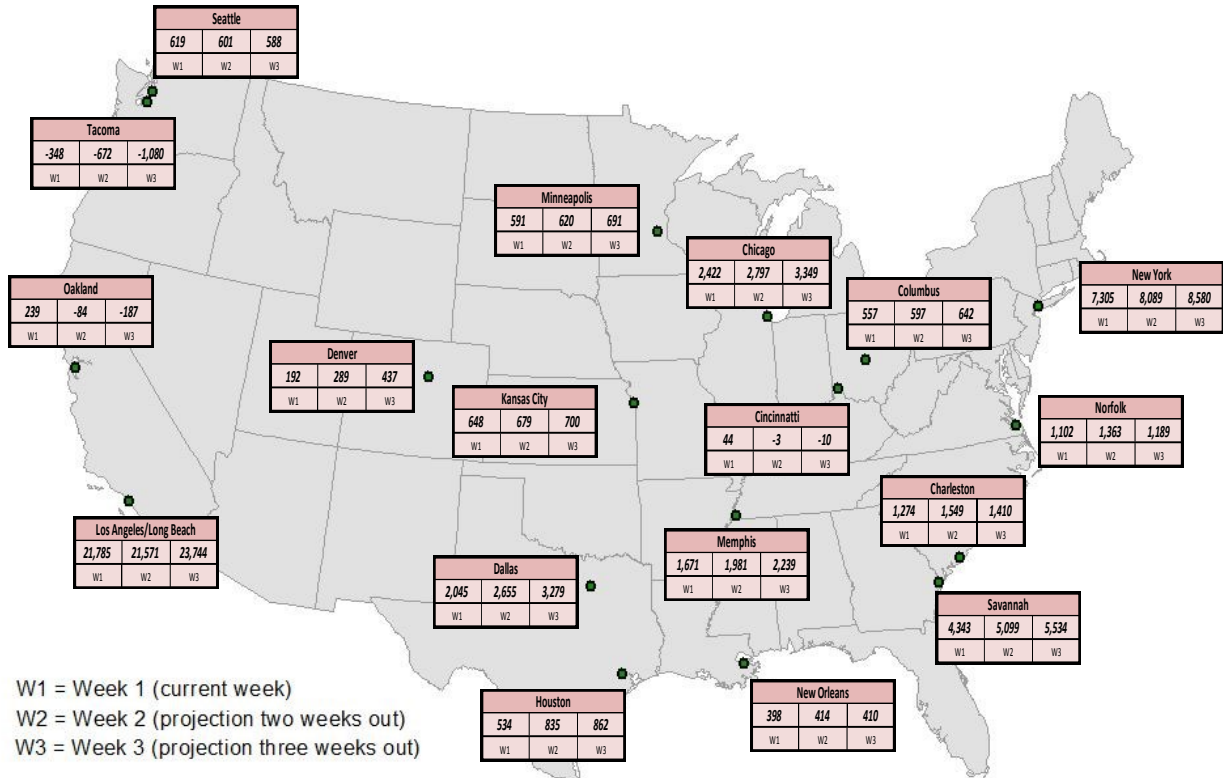 Seattle
619 601 588
W1 W2 W3
Tacoma
-348 -672 -1,080
W1 W2 W3
Minneapolis
591 620 691
W1 W2 W3
Chicago
2,422 2,797 3,349
W1 W2 W3
New York
7,305 8,089 8,580
W1 W2 W3
Oakland
239 -84 -187
W1 W2 W3
Columbus
557 597 642
W1 W2 W3
Denver
192 289 437
W1 W2 W3
Kansas City
648 679 700
W1 W2 W3
Cincinnatti
44 -3 -10
W1 W2 W3
Norfolk
1,102 1,363 1,189
W1 W2 W3
Charleston
1,274 1,549 1,410
W1 W2 W3
Los Angeles/Long Beach
21,785 21,571 23,744
W1 W2 W3
Memphis
1,671 1,981 2,239
W1 W2 W3
Dallas
2,045 2,655 3,279
W1 W2 W3
Savannah
4,343 5,099 5,534
W1 W2 W3
New Orleans
398 414 410
W1 W2 W3
Houston
534 835 862
W1 W2 W3
W1 = Week 1 (current week)
W2 = Week 2 (projection two weeks out)
W3 = Week 3 (projection three weeks out)